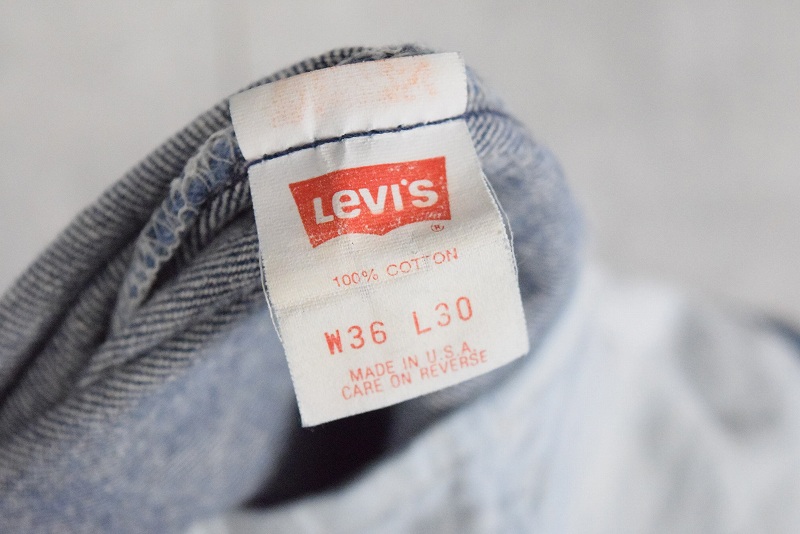 Levi's
®
100% COTTON
W36 L30
MADE IN U.S.A.
CARE ON REVERSE